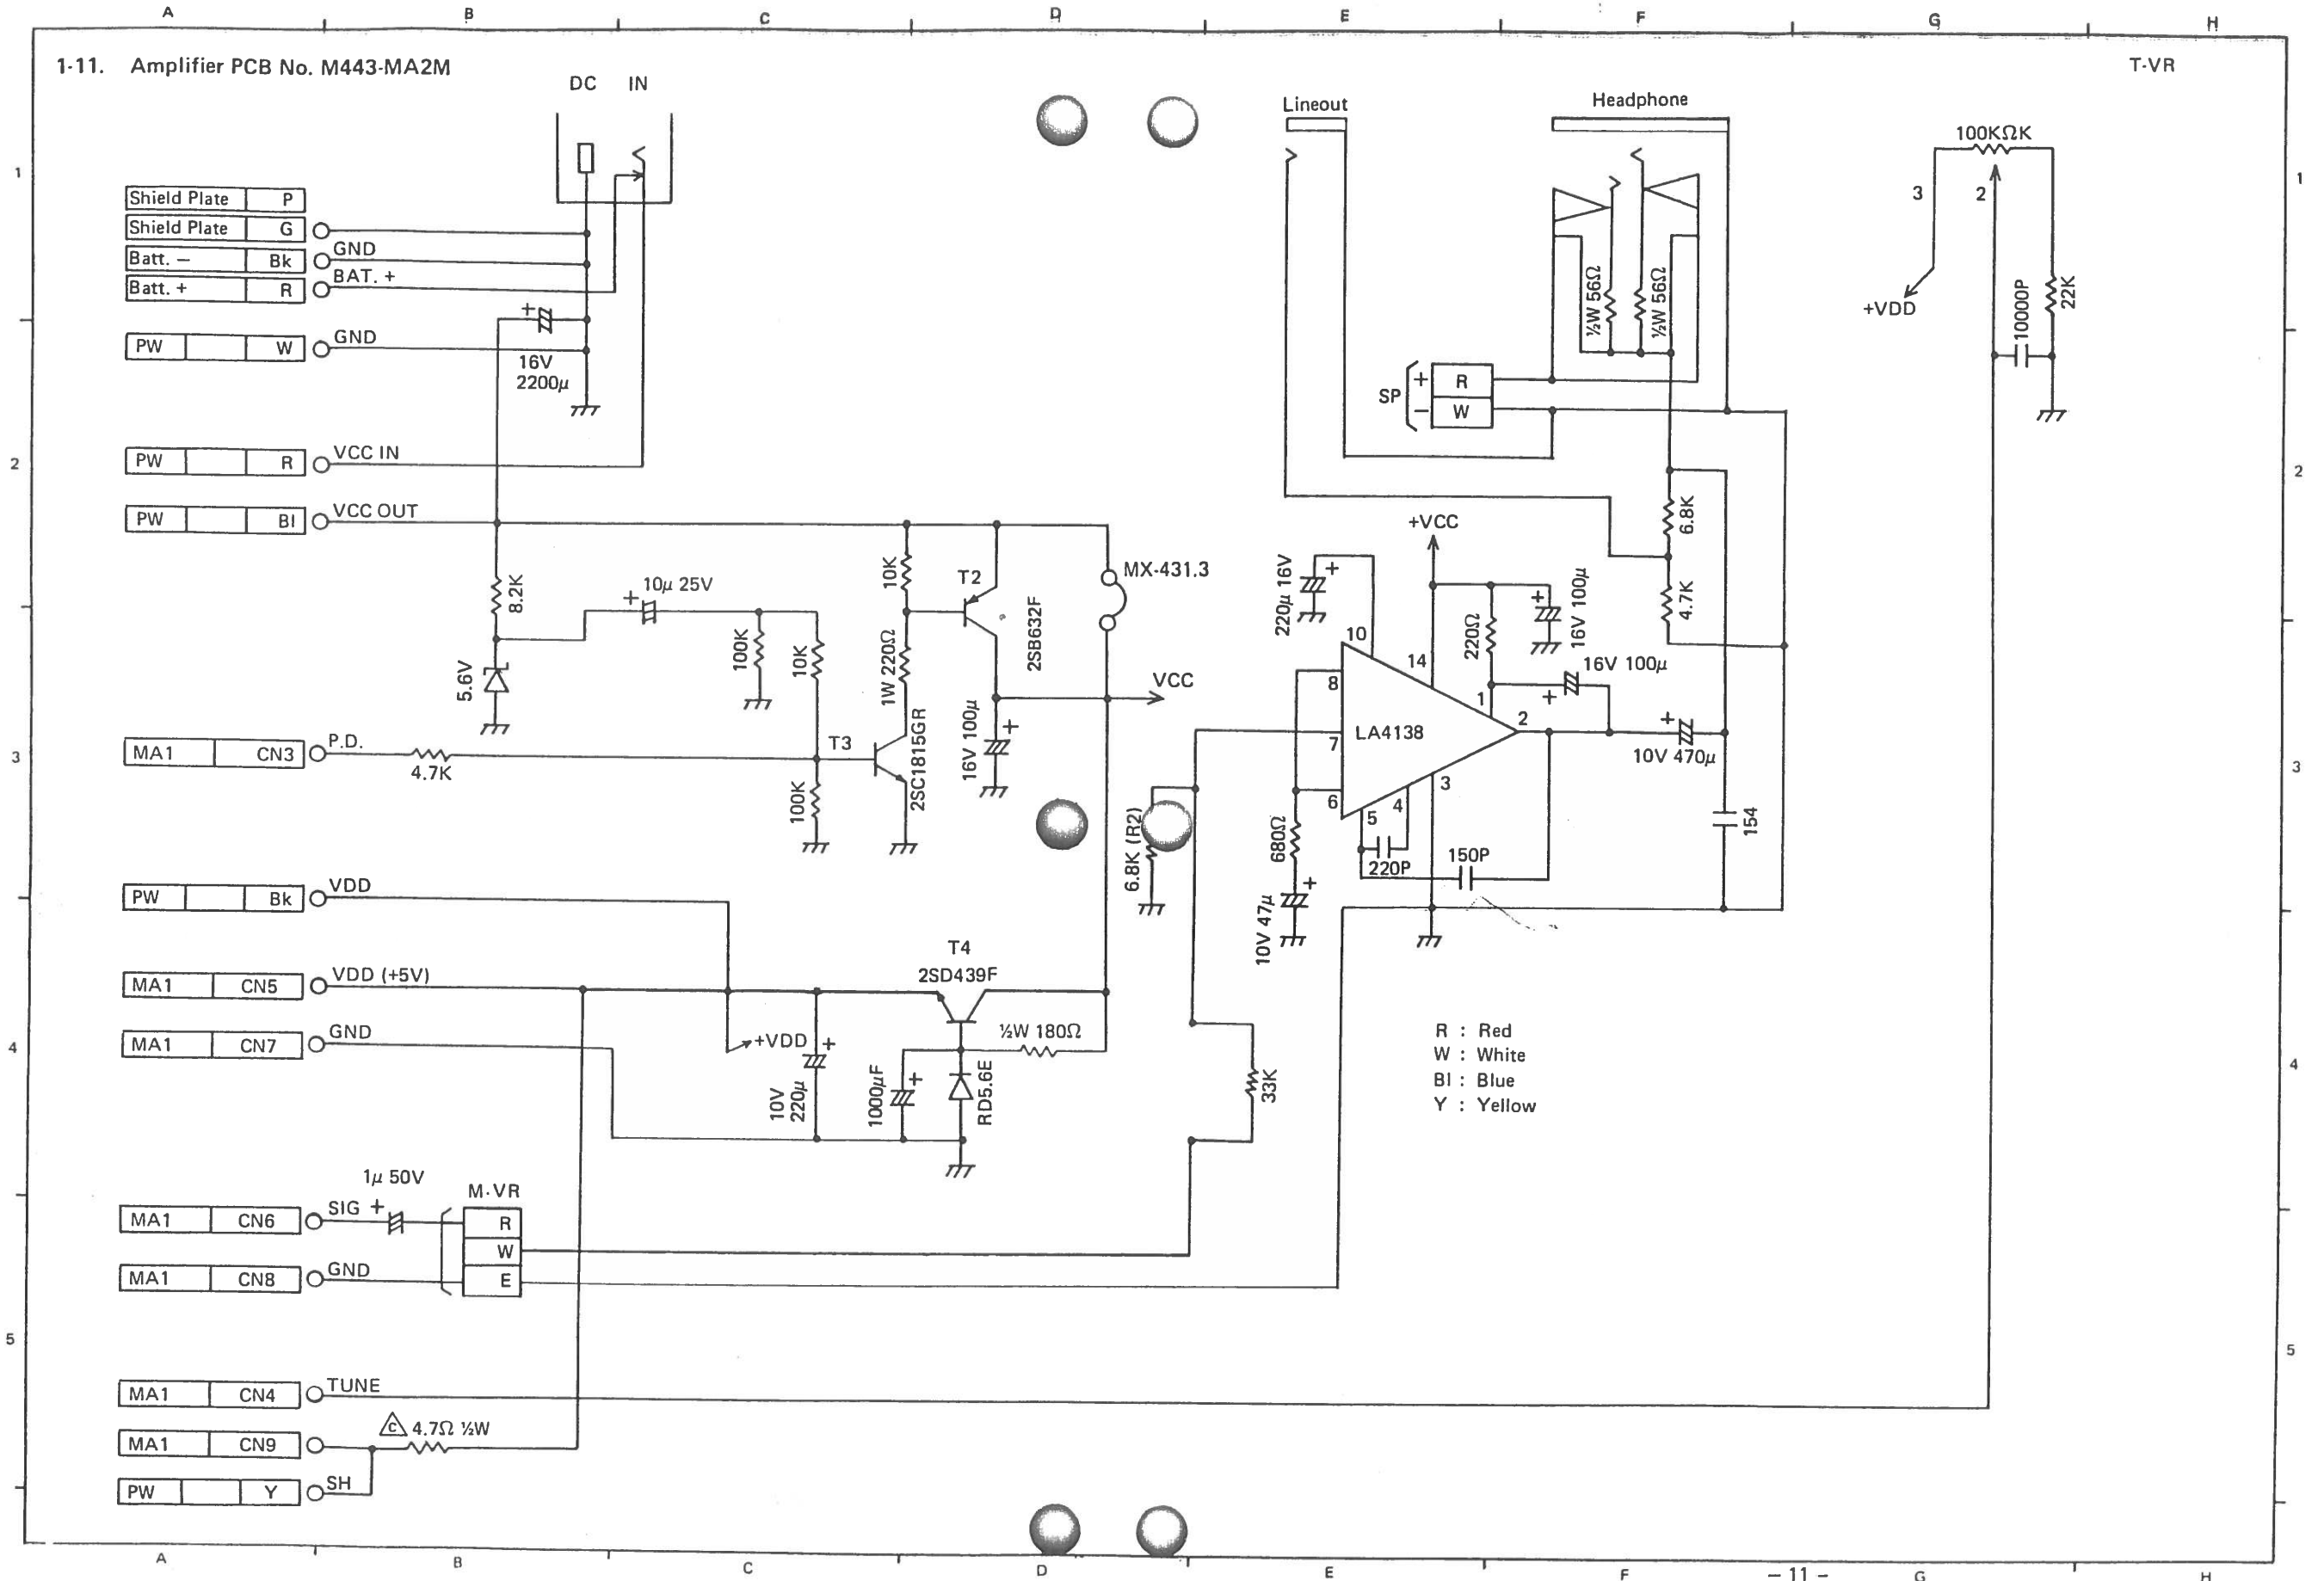 A B C D E F G H
1-11. Amplifier PCB No. M443-MA2M
T-VR
DC IN
Lineout
Headphone
100KΩK
3
2
+VDD
10000P
22K
1
1
Shield Plate P
Shield Plate G
Batt. − Bk GND
Batt. + R BAT. +
+
16V
2200μ
PW W GND
½W 56Ω
½W 56Ω
SP + R
− W
2
2
PW R VCC IN
PW Bl VCC OUT
8.2K
5.6V
+ 10μ 25V
100K
10K
10K
T2
2SB632F
MX-431.3
1W 220Ω
2SC1815GR
16V 100μ
+
VCC
+VCC
220μ 16V
+
220Ω
+
16V 100μ
6.8K
4.7K
16V 100μ
+
10
14
8
1
LA4138
2
7
+
10V 470μ
6
3
5
4
680Ω
220P
150P
154
10V 47μ
+
6.8K (R2)
3
3
MA1 CN3 P.D.
4.7K
T3
100K
PW Bk VDD
T4
2SD439F
MA1 CN5 VDD (+5V)
½W 180Ω
4
4
MA1 CN7 GND
+VDD
+
10V
220μ
1000μF
+
RD5.6E
33K
R : Red
W : White
Bl : Blue
Y : Yellow
1μ 50V
M·VR
MA1 CN6 SIG +
R
W
MA1 CN8 GND
E
5
5
MA1 CN4 TUNE
C 4.7Ω ½W
MA1 CN9
PW Y SH
A B C D E F – 11 – G H